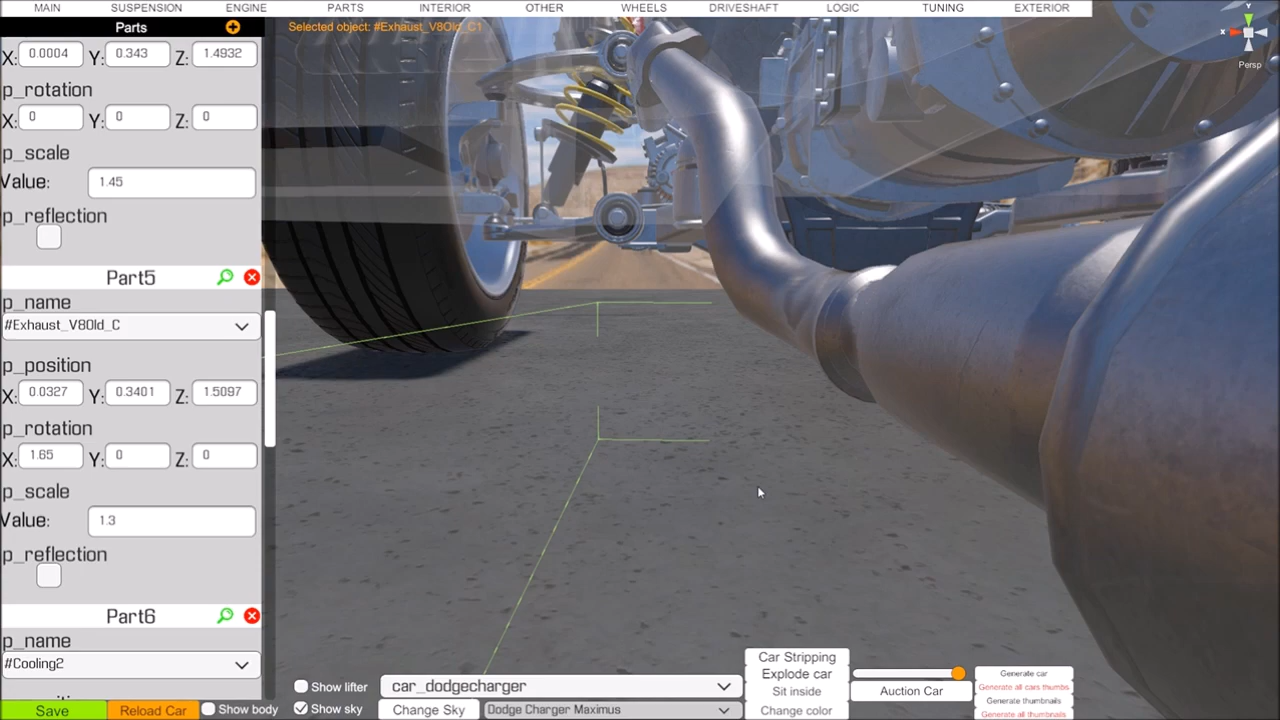 MAIN SUSPENSION ENGINE PARTS INTERIOR OTHER WHEELS DRIVESHAFT LOGIC TUNING EXTERIOR
Parts
Selected object: #Exhaust_V8Old_C1
X: 0.0004 Y: 0.343 Z: 1.4932
p_rotation
X: 0 Y: 0 Z: 0
p_scale
Value: 1.45
p_reflection
Part5
p_name
#Exhaust_V8Old_C
p_position
X: 0.0327 Y: 0.3401 Z: 1.5097
p_rotation
X: 1.65 Y: 0 Z: 0
p_scale
Value: 1.3
p_reflection
Part6
p_name
#Cooling2
Save Reload Car Show body Show sky
Show lifter
car_dodgecharger
Change Sky Dodge Charger Maximus
Car Stripping
Explode car
Sit inside
Change color
Auction Car
Generate car
Generate all cars thumbs
Generate thumbnails
Generate all thumbnails
Y
X
Persp